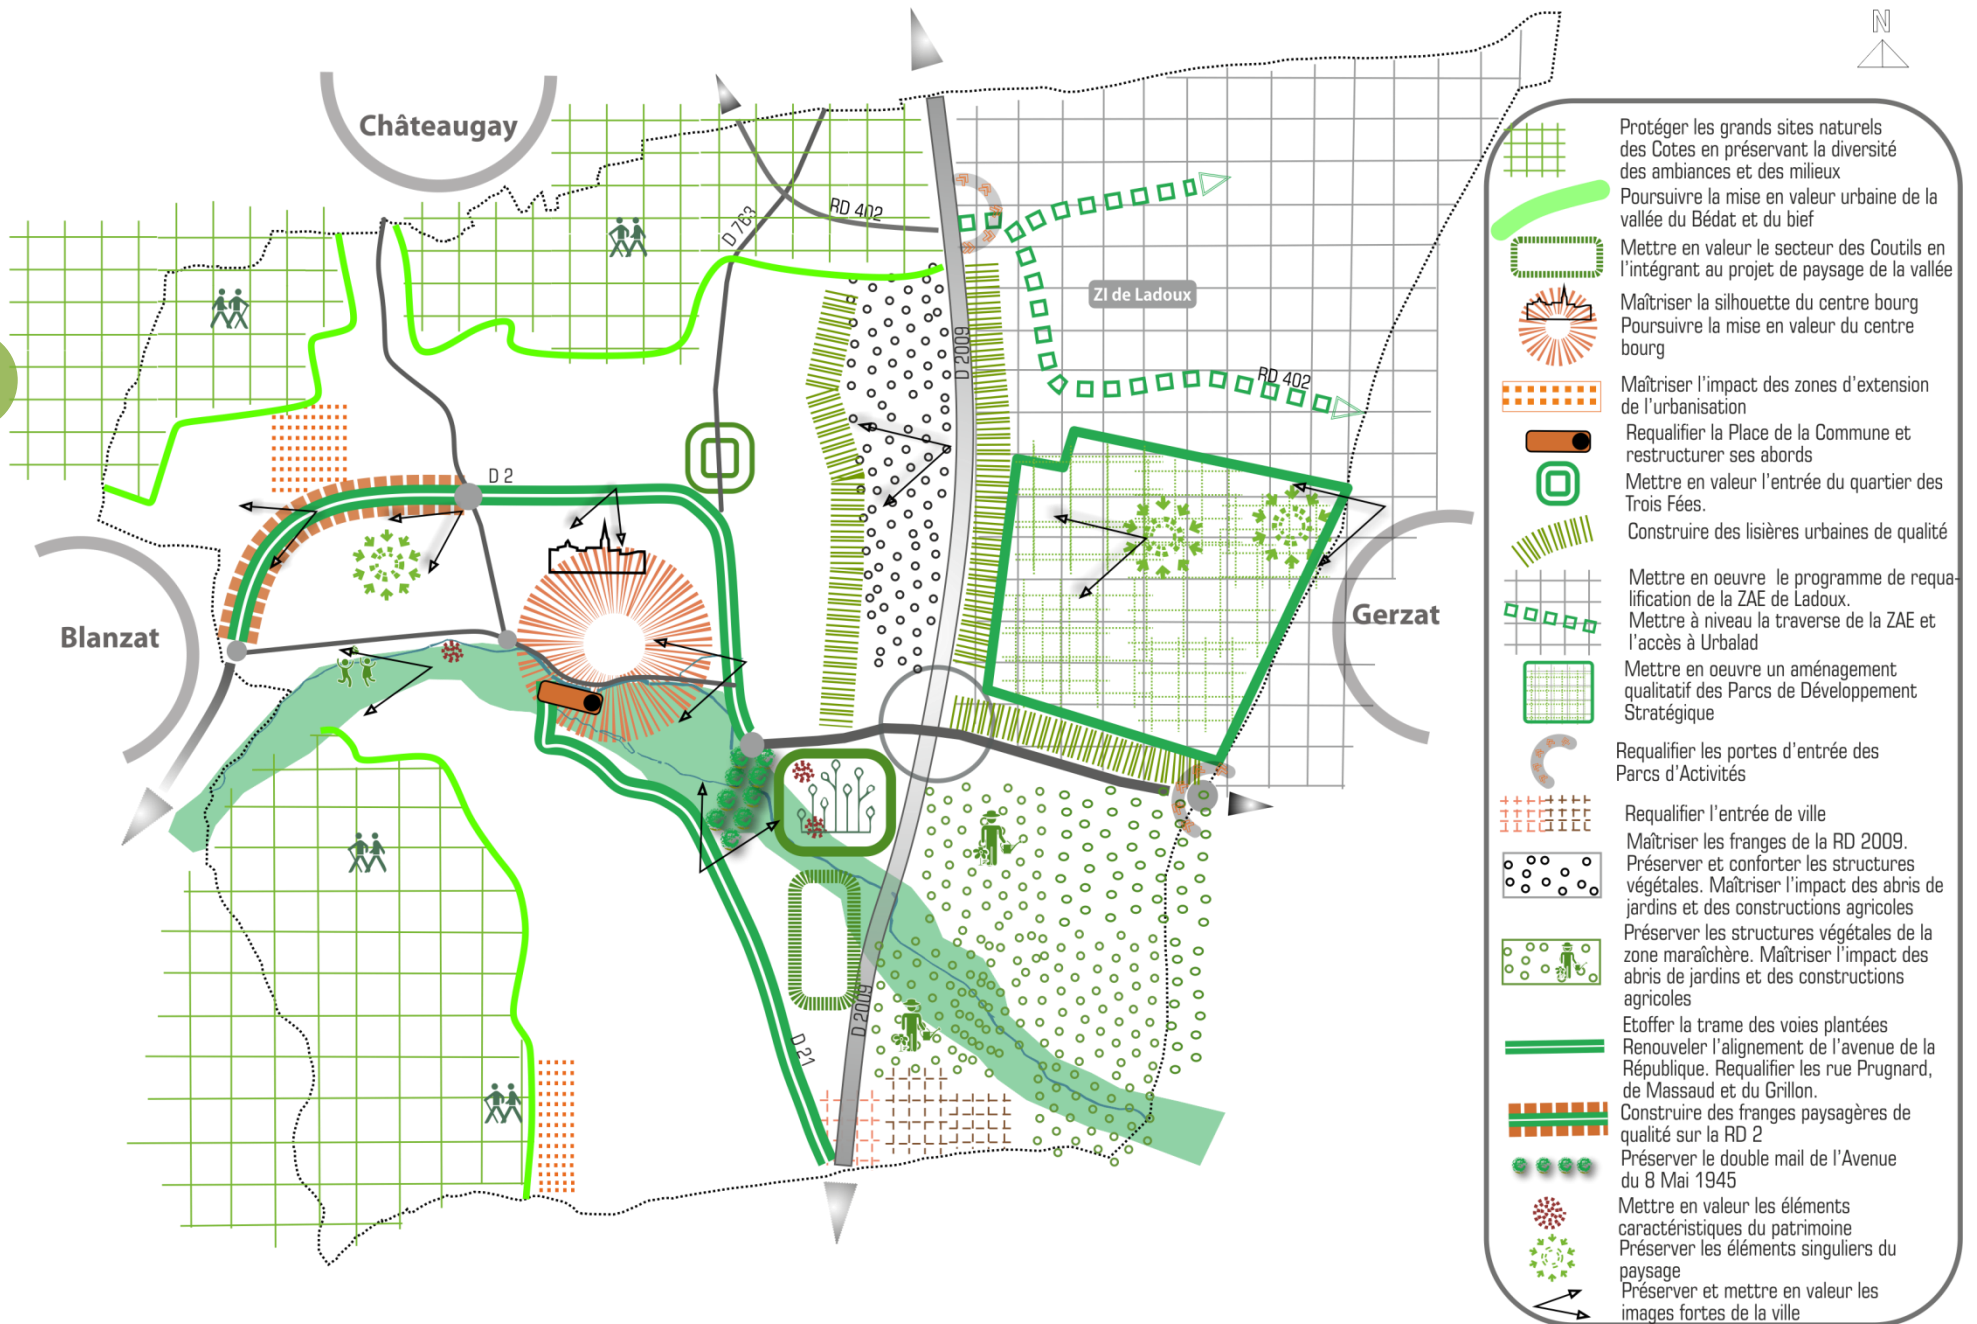 N
Châteaugay
RD 402
D 763
ZI de Ladoux
D 2009
RD 402
D 2
Blanzat
Gerzat
D 2009
D 21
Protéger les grands sites naturels
des Cotes en préservant la diversité
des ambiances et des milieux
Poursuivre la mise en valeur urbaine de la
vallée du Bédat et du bief
Mettre en valeur le secteur des Coutils en
l'intégrant au projet de paysage de la vallée
Maîtriser la silhouette du centre bourg
Poursuivre la mise en valeur du centre
bourg
Maîtriser l'impact des zones d'extension
de l'urbanisation
Requalifier la Place de la Commune et
restructurer ses abords
Mettre en valeur l'entrée du quartier des
Trois Fées.
Construire des lisières urbaines de qualité
Mettre en oeuvre le programme de requa-
lification de la ZAE de Ladoux.
Mettre à niveau la traverse de la ZAE et
l'accès à Urbalad
Mettre en oeuvre un aménagement
qualitatif des Parcs de Développement
Stratégique
Requalifier les portes d'entrée des
Parcs d'Activités
Requalifier l'entrée de ville
Maîtriser les franges de la RD 2009.
Préserver et conforter les structures
végétales. Maîtriser l'impact des abris de
jardins et des constructions agricoles
Préserver les structures végétales de la
zone maraîchère. Maîtriser l'impact des
abris de jardins et des constructions
agricoles
Etoffer la trame des voies plantées
Renouveler l'alignement de l'avenue de la
République. Requalifier les rue Prugnard,
de Massaud et du Grillon.
Construire des franges paysagères de
qualité sur la RD 2
Préserver le double mail de l'Avenue
du 8 Mai 1945
Mettre en valeur les éléments
caractéristiques du patrimoine
Préserver les éléments singuliers du
paysage
Préserver et mettre en valeur les
images fortes de la ville